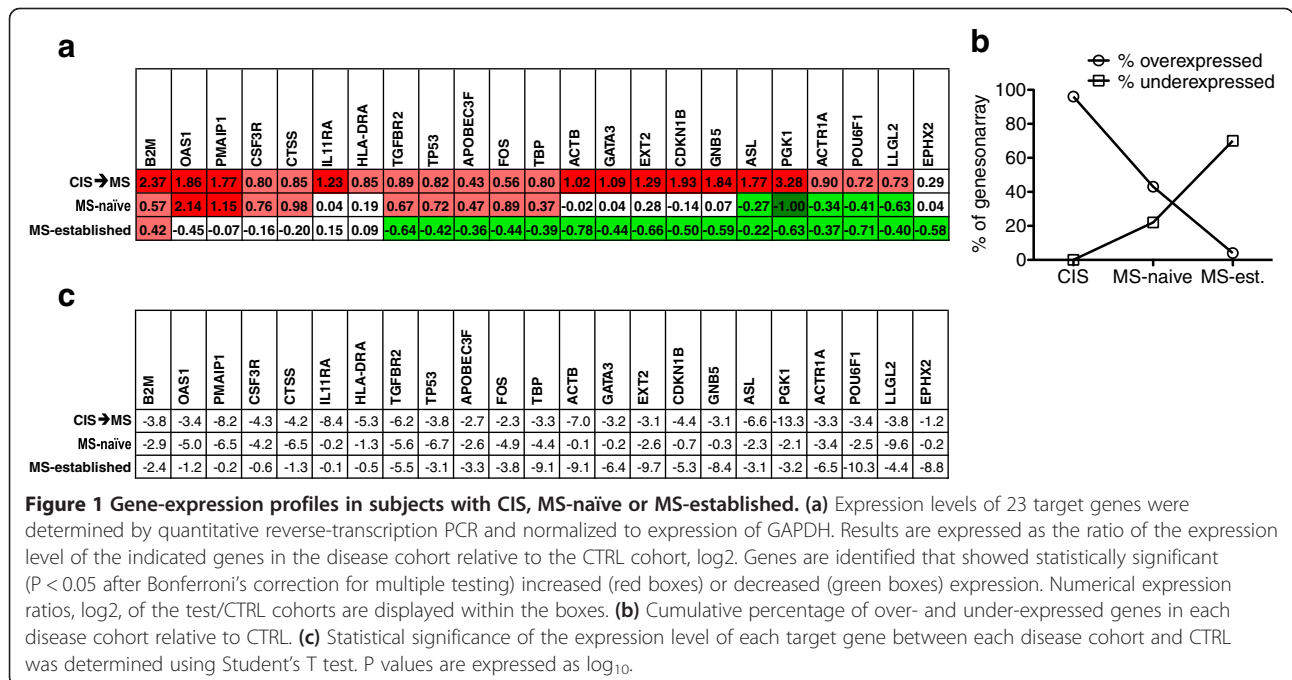 a
B2M OAS1 PMAIP1 CSF3R CTSS IL11RA HLA-DRA TGFBR2 TP53 APOBEC3F FOS TBP ACTB GATA3 EXT2 CDKN1B GNB5 ASL PGK1 ACTR1A POU6F1 LLGL2 EPHX2
CIS➔MS 2.37 1.86 1.77 0.80 0.85 1.23 0.85 0.89 0.82 0.43 0.56 0.80 1.02 1.09 1.29 1.93 1.84 1.77 3.28 0.90 0.72 0.73 0.29
MS-naïve 0.57 2.14 1.15 0.76 0.98 0.04 0.19 0.67 0.72 0.47 0.89 0.37 -0.02 0.04 0.28 -0.14 0.07 -0.27 -1.00 -0.34 -0.41 -0.63 0.04
MS-established 0.42 -0.45 -0.07 -0.16 -0.20 0.15 0.09 -0.64 -0.42 -0.36 -0.44 -0.39 -0.78 -0.44 -0.66 -0.50 -0.59 -0.22 -0.63 -0.37 -0.71 -0.40 -0.58
b
% overexpressed
% underexpressed
% of genesonarray
100
80
60
40
20
0
CIS MS-naive MS-est.
c
B2M OAS1 PMAIP1 CSF3R CTSS IL11RA HLA-DRA TGFBR2 TP53 APOBEC3F FOS TBP ACTB GATA3 EXT2 CDKN1B GNB5 ASL PGK1 ACTR1A POU6F1 LLGL2 EPHX2
CIS➔MS -3.8 -3.4 -8.2 -4.3 -4.2 -8.4 -5.3 -6.2 -3.8 -2.7 -2.3 -3.3 -7.0 -3.2 -3.1 -4.4 -3.1 -6.6 -13.3 -3.3 -3.4 -3.8 -1.2
MS-naïve -2.9 -5.0 -6.5 -4.2 -6.5 -0.2 -1.3 -5.6 -6.7 -2.6 -4.9 -4.4 -0.1 -0.2 -2.6 -0.7 -0.3 -2.3 -2.1 -3.4 -2.5 -9.6 -0.2
MS-established -2.4 -1.2 -0.2 -0.6 -1.3 -0.1 -0.5 -5.5 -3.1 -3.3 -3.8 -9.1 -9.1 -6.4 -9.7 -5.3 -8.4 -3.1 -3.2 -6.5 -10.3 -4.4 -8.8
Figure 1 Gene-expression profiles in subjects with CIS, MS-naïve or MS-established. (a) Expression levels of 23 target genes were
determined by quantitative reverse-transcription PCR and normalized to expression of GAPDH. Results are expressed as the ratio of the expression
level of the indicated genes in the disease cohort relative to the CTRL cohort, log2. Genes are identified that showed statistically significant
(P < 0.05 after Bonferroni's correction for multiple testing) increased (red boxes) or decreased (green boxes) expression. Numerical expression
ratios, log2, of the test/CTRL cohorts are displayed within the boxes. (b) Cumulative percentage of over- and under-expressed genes in each
disease cohort relative to CTRL. (c) Statistical significance of the expression level of each target gene between each disease cohort and CTRL
was determined using Student's T test. P values are expressed as log₁₀.